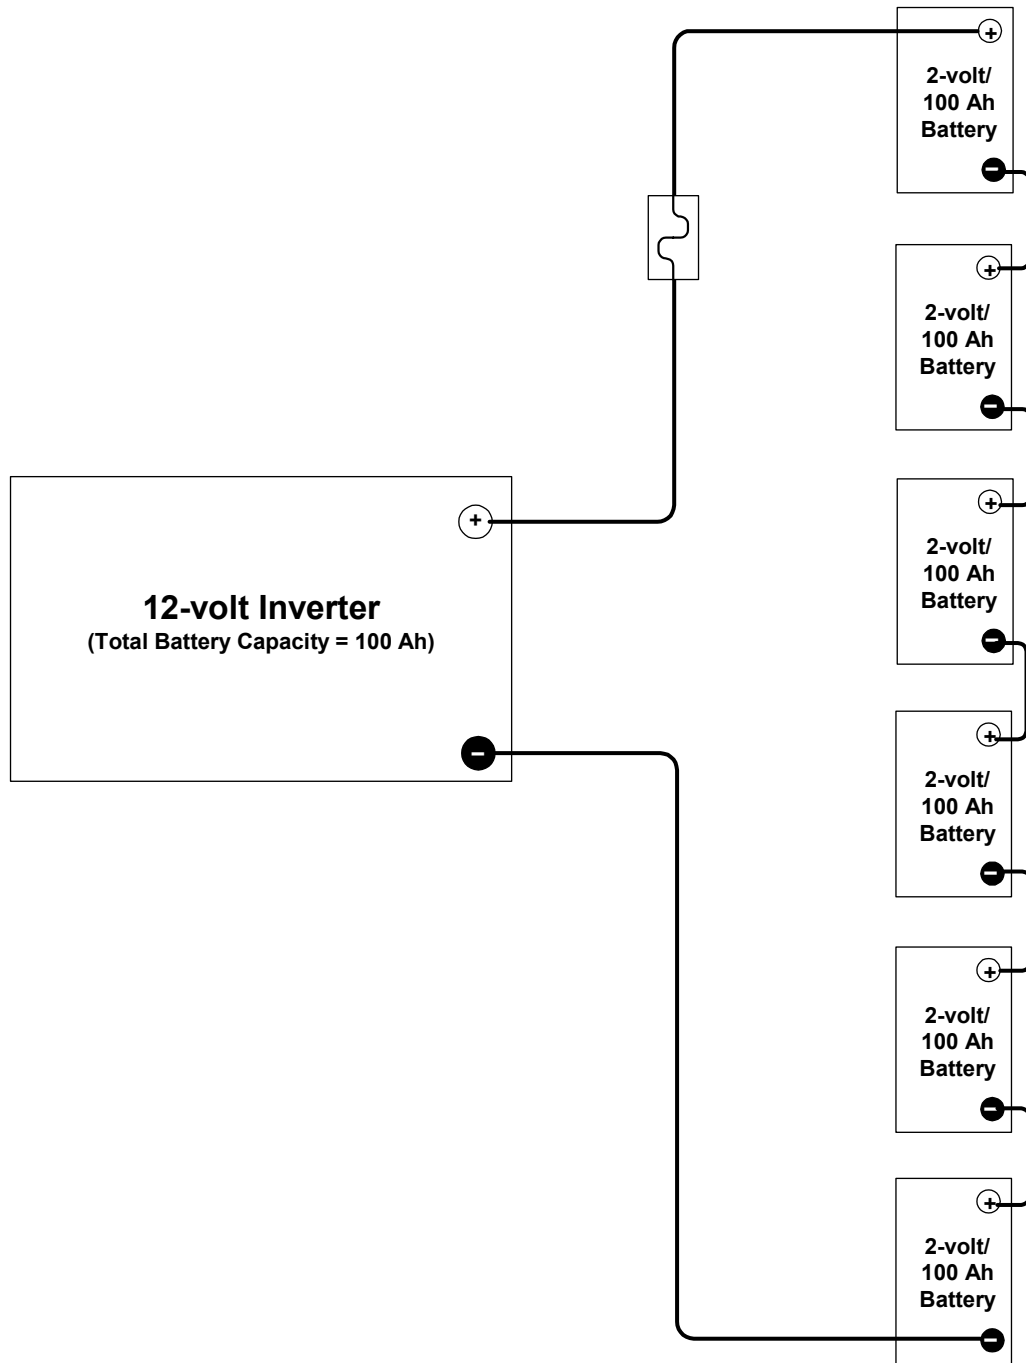 +
2-volt/
100 Ah
Battery
−
+
2-volt/
100 Ah
Battery
−
+
2-volt/
100 Ah
Battery
−
+
12-volt Inverter
(Total Battery Capacity = 100 Ah)
−
+
2-volt/
100 Ah
Battery
−
+
2-volt/
100 Ah
Battery
−
+
2-volt/
100 Ah
Battery
−